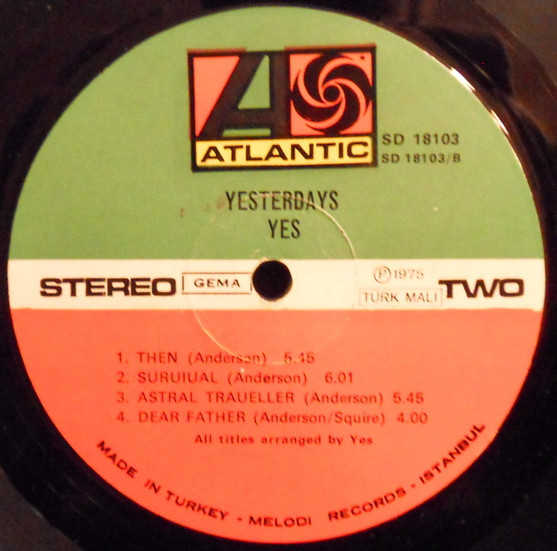 ATLANTIC
SD 18103
SD 18103/B
YESTERDAYS
YES
STEREO
GEMA
Ⓟ1975
TÜRK MALI
TWO
1. THEN (Anderson) 5.45
2. SURUIUAL (Anderson) 6.01
3. ASTRAL TRAUELLER (Anderson) 5.45
4. DEAR FATHER (Anderson/Squire) 4.00
All titles arranged by Yes
MADE IN TURKEY - MELODI RECORDS - ISTANBUL